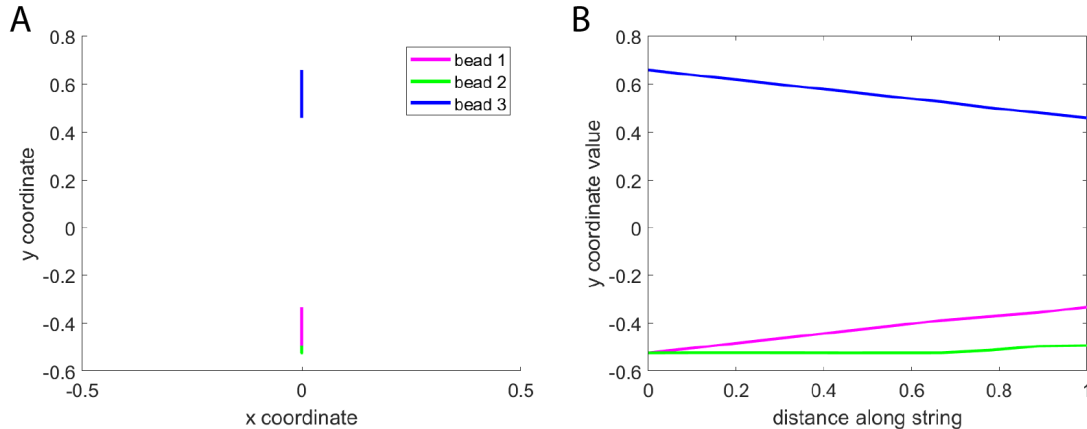 A
0.8
0.6
0.4
0.2
0
-0.2
-0.4
-0.6
y coordinate
-0.5
0
0.5
x coordinate
bead 1
bead 2
bead 3
B
0.8
0.6
0.4
0.2
0
-0.2
-0.4
-0.6
y coordinate value
0
0.2
0.4
0.6
0.8
1
distance along string